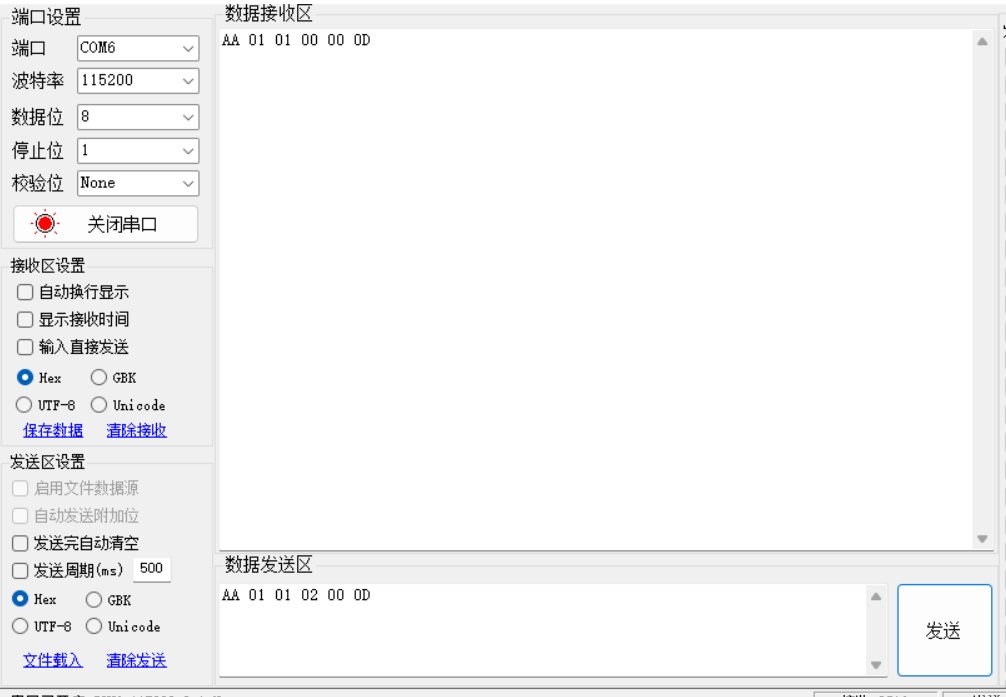 端口设置
端口 COM6
波特率 115200
数据位 8
停止位 1
校验位 None
关闭串口
接收区设置
自动换行显示
显示接收时间
输入直接发送
Hex GBK
UTF-8 Unicode
保存数据 清除接收
发送区设置
启用文件数据源
自动发送附加位
发送完自动清空
发送周期(ms) 500
Hex GBK
UTF-8 Unicode
文件载入 清除发送
数据接收区
AA 01 01 00 00 0D
数据发送区
AA 01 01 02 00 0D
发送